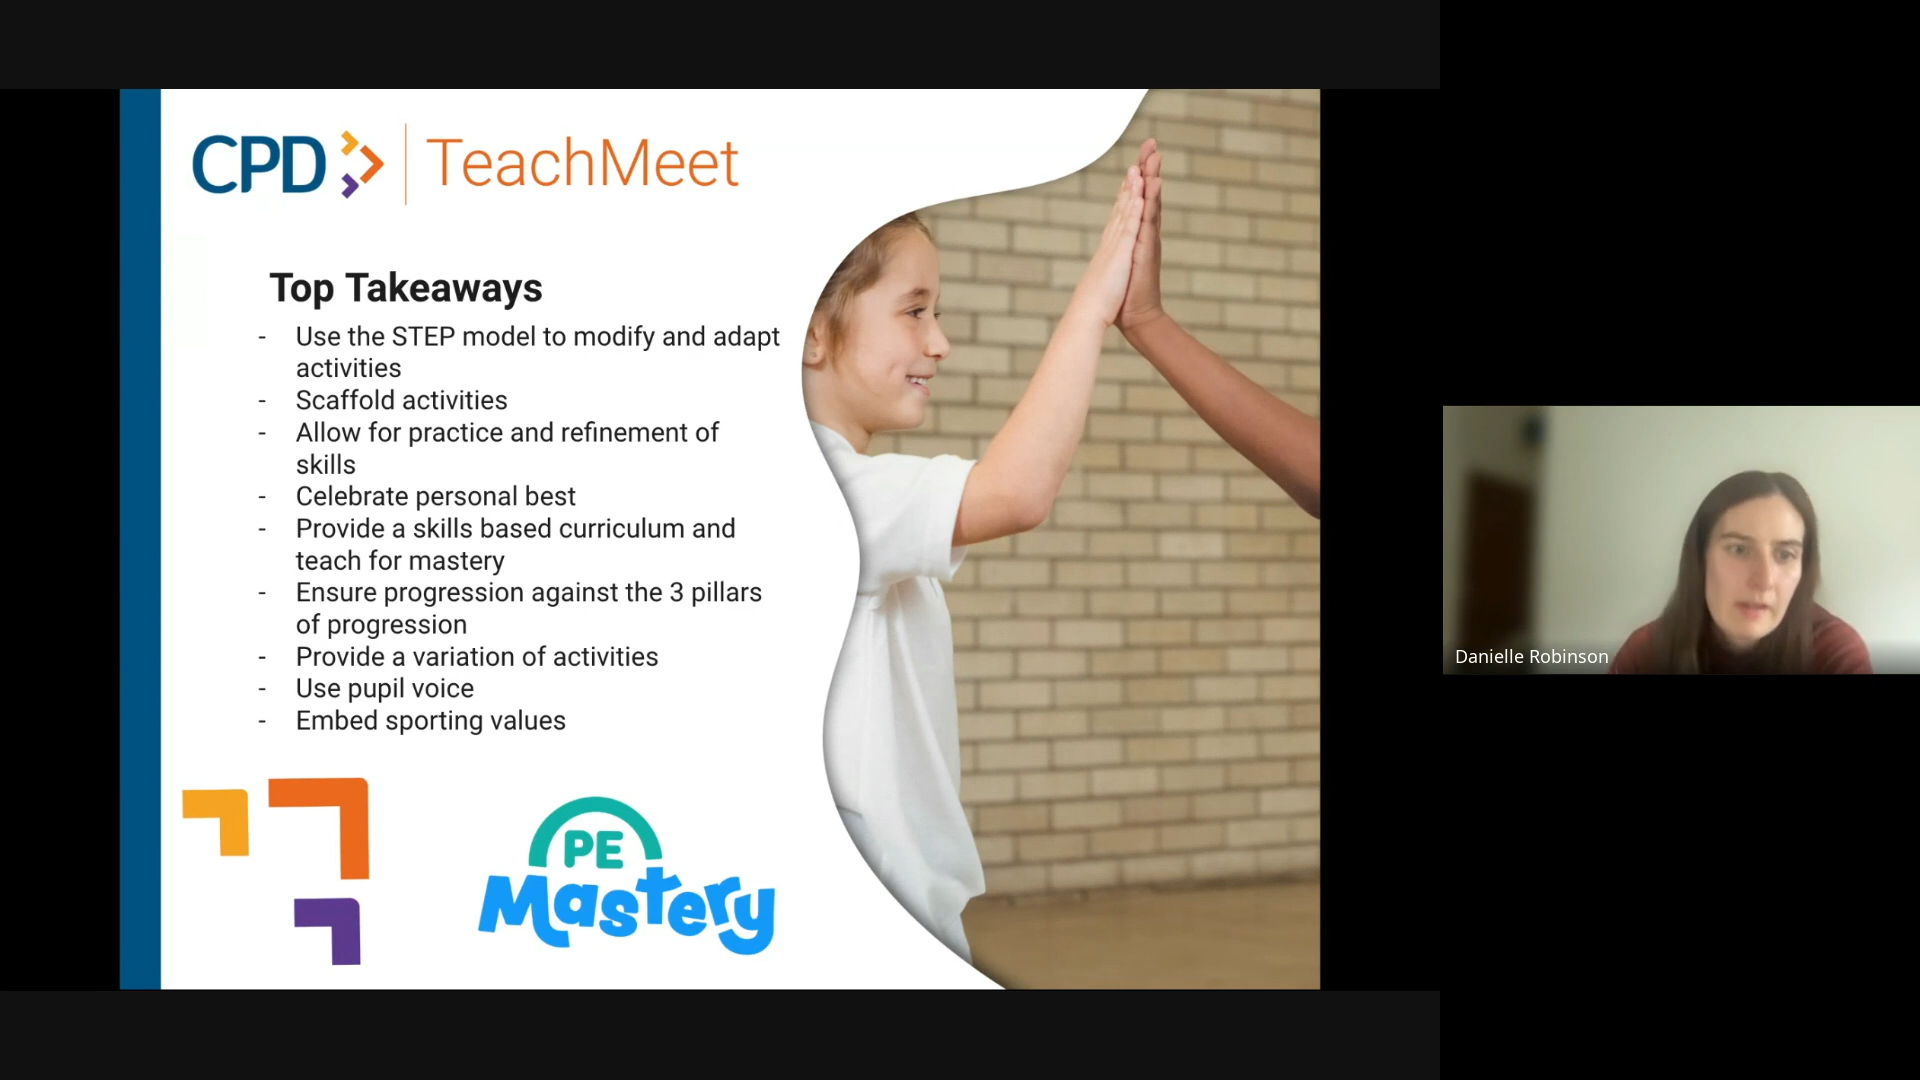 CPD TeachMeet
Top Takeaways
- Use the STEP model to modify and adapt
activities
- Scaffold activities
- Allow for practice and refinement of
skills
- Celebrate personal best
- Provide a skills based curriculum and
teach for mastery
- Ensure progression against the 3 pillars
of progression
- Provide a variation of activities
- Use pupil voice
- Embed sporting values
PE
Mastery
Danielle Robinson